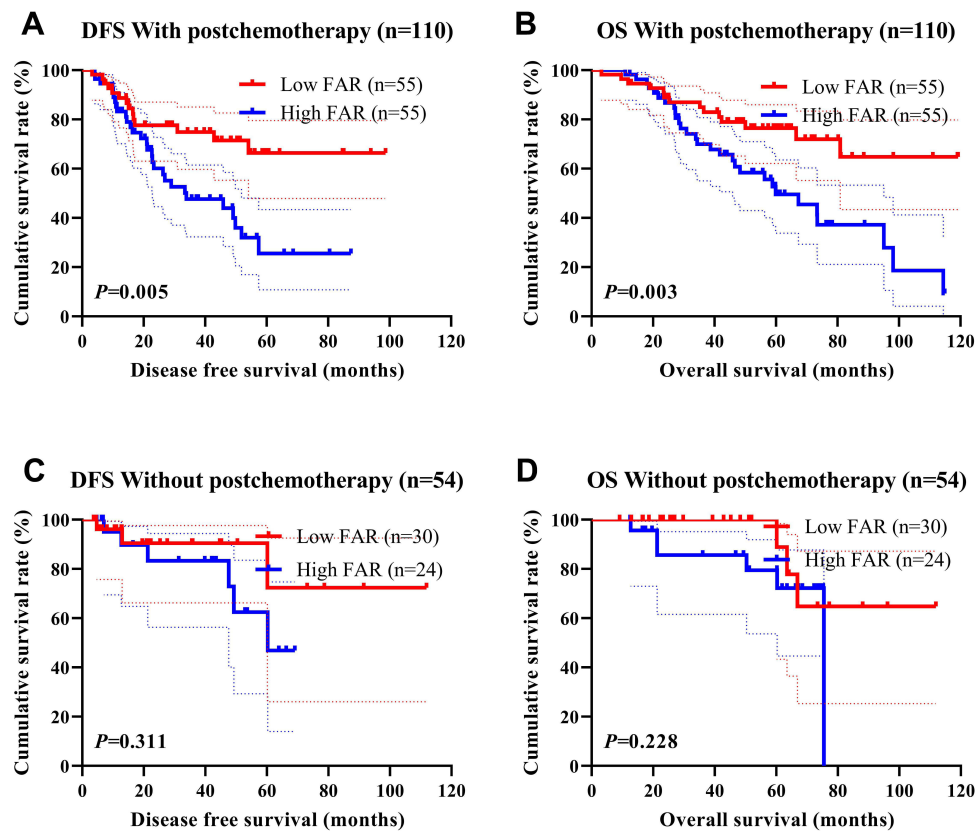 A
DFS With postchemotherapy (n=110)
Cumulative survival rate (%)
100
80
60
40
20
0
Low FAR (n=55)
High FAR (n=55)
P=0.005
0 20 40 60 80 100 120
Disease free survival (months)
B
OS With postchemotherapy (n=110)
Cumulative survival rate (%)
100
80
60
40
20
0
Low FAR (n=55)
High FAR (n=55)
P=0.003
0 20 40 60 80 100 120
Overall survival (months)
C
DFS Without postchemotherapy (n=54)
Cumulative survival rate (%)
100
80
60
40
20
0
Low FAR (n=30)
High FAR (n=24)
P=0.311
0 20 40 60 80 100 120
Disease free survival (months)
D
OS Without postchemotherapy (n=54)
Cumulative survival rate (%)
100
80
60
40
20
0
Low FAR (n=30)
High FAR (n=24)
P=0.228
0 20 40 60 80 100 120
Overall survival (months)